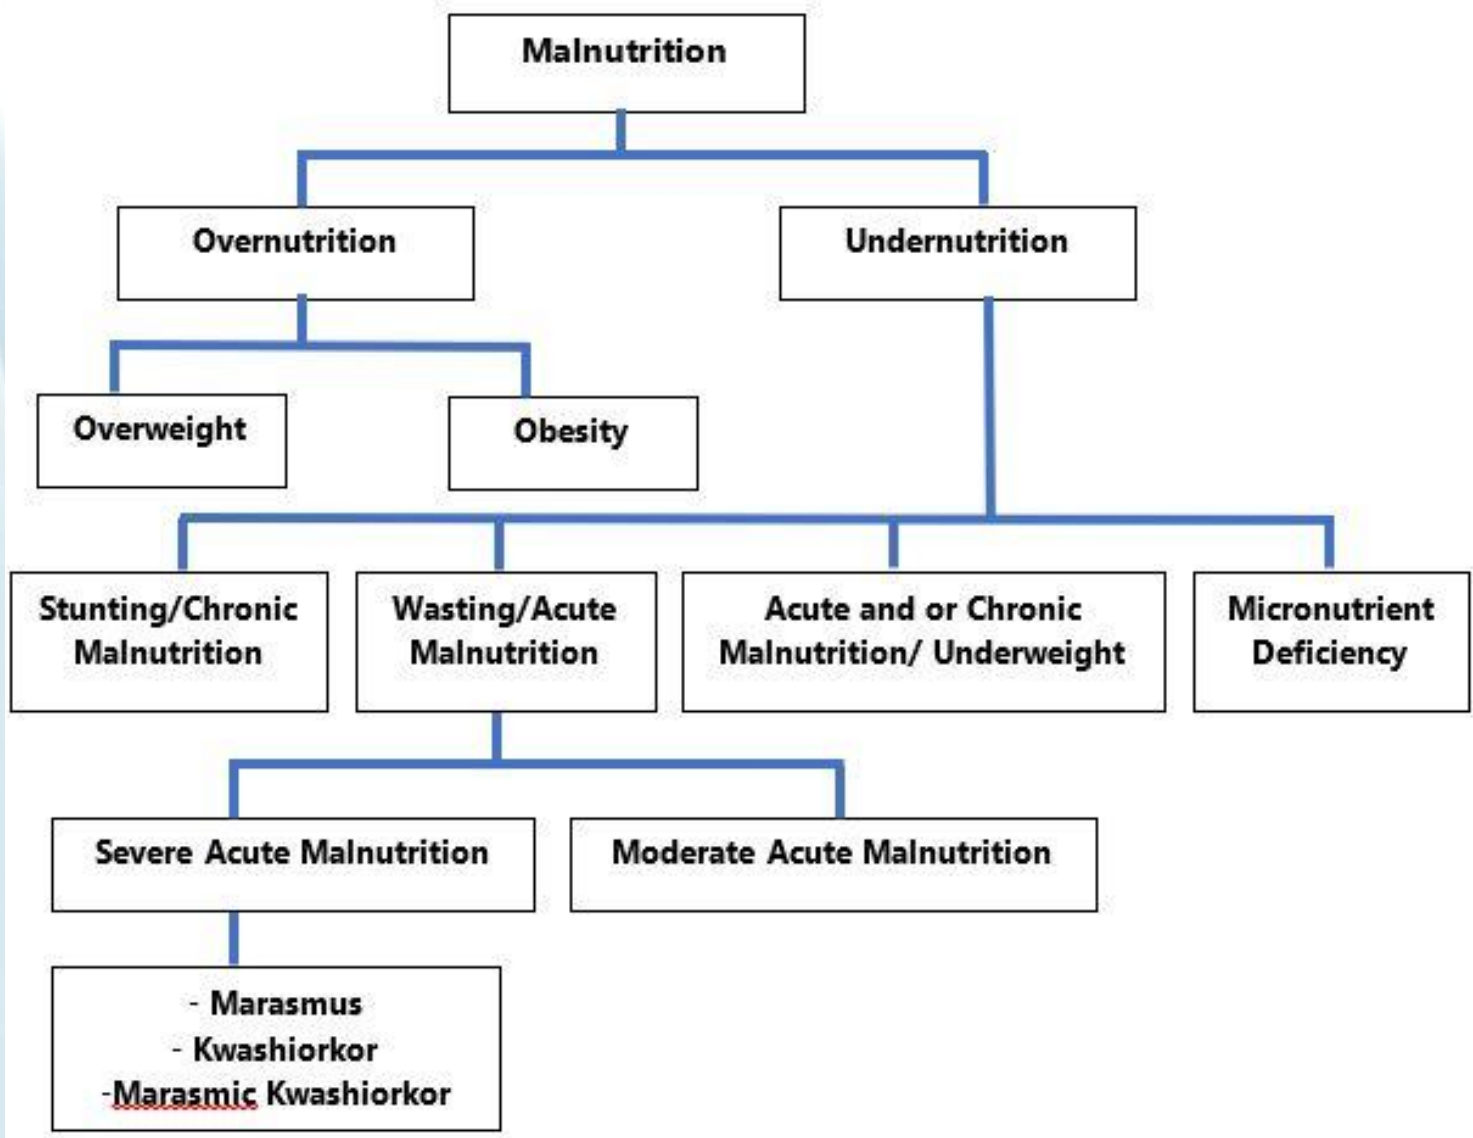 Malnutrition
Overnutrition
Undernutrition
Overweight
Obesity
Stunting/Chronic
Malnutrition
Wasting/Acute
Malnutrition
Acute and or Chronic
Malnutrition/ Underweight
Micronutrient
Deficiency
Severe Acute Malnutrition
Moderate Acute Malnutrition
- Marasmus
- Kwashiorkor
-Marasmic Kwashiorkor